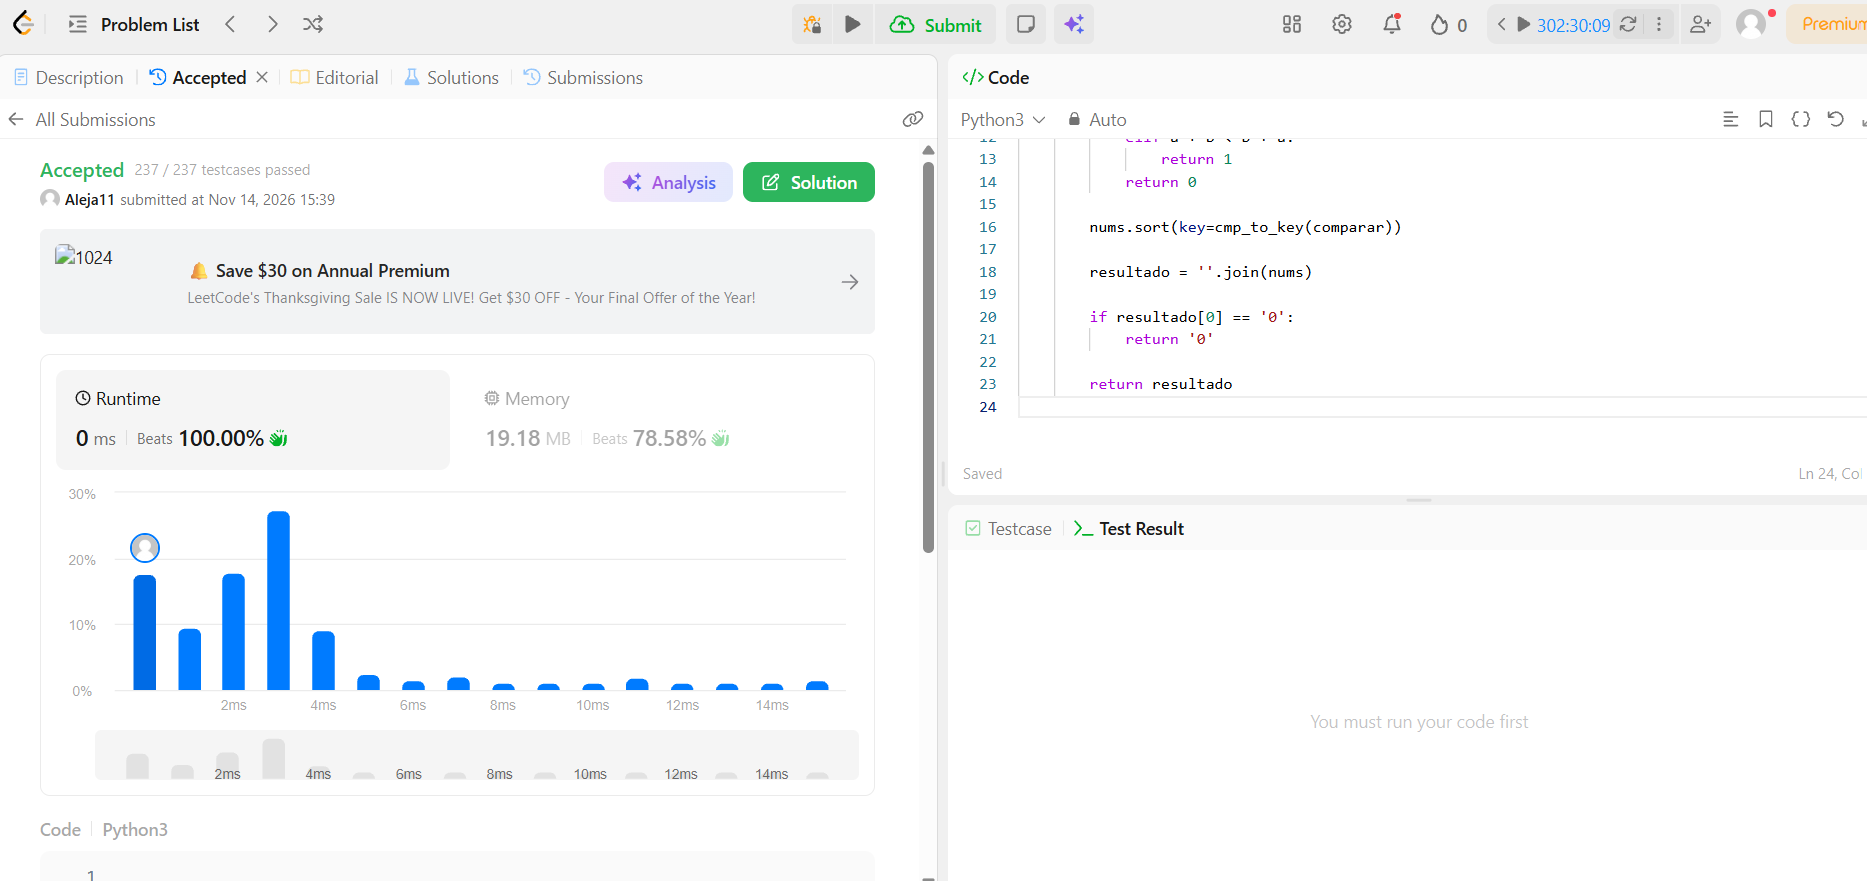 Problem List
Submit
0
302:30:09
Premium
Description
Accepted
Editorial
Solutions
Submissions
All Submissions
Accepted 237 / 237 testcases passed
Aleja11 submitted at Nov 14, 2026 15:39
Analysis
Solution
1024
Save $30 on Annual Premium
LeetCode's Thanksgiving Sale IS NOW LIVE! Get $30 OFF - Your Final Offer of the Year!
Runtime
0 ms Beats 100.00%
Memory
19.18 MB Beats 78.58%
30%
20%
10%
0%
2ms 4ms 6ms 8ms 10ms 12ms 14ms
2ms 4ms 6ms 8ms 10ms 12ms 14ms
Code Python3
1
</> Code
Python3 Auto
12 elif a + b < b + a:
13 return 1
14 return 0
15
16 nums.sort(key=cmp_to_key(comparar))
17
18 resultado = ''.join(nums)
19
20 if resultado[0] == '0':
21 return '0'
22
23 return resultado
24
Saved
Ln 24, Col
Testcase
Test Result
You must run your code first